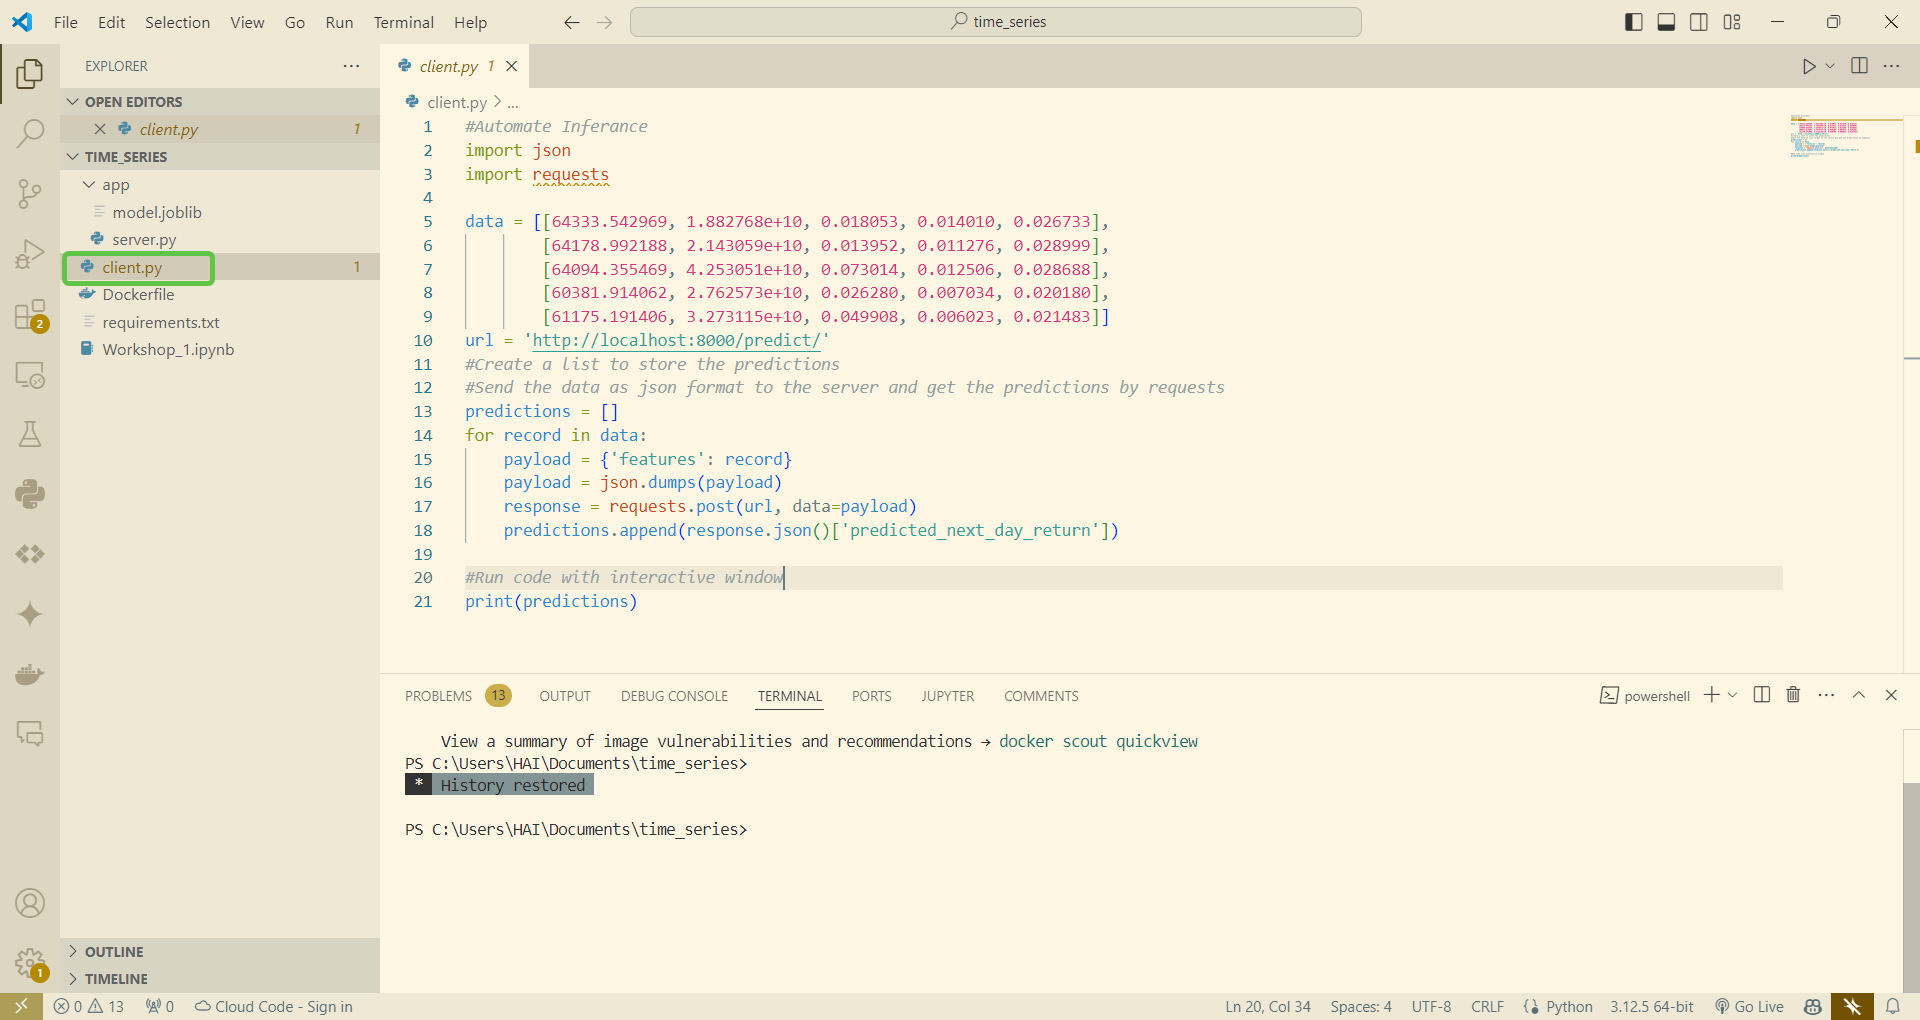 File Edit Selection View Go Run Terminal Help
time_series
EXPLORER
OPEN EDITORS
client.py 1
TIME_SERIES
app
model.joblib
server.py
client.py 1
Dockerfile
requirements.txt
Workshop_1.ipynb
OUTLINE
TIMELINE
2
1
client.py 1
client.py > ...
1 #Automate Inferance
2 import json
3 import requests
4
5 data = [[64333.542969, 1.882768e+10, 0.018053, 0.014010, 0.026733],
6 [64178.992188, 2.143059e+10, 0.013952, 0.011276, 0.028999],
7 [64094.355469, 4.253051e+10, 0.073014, 0.012506, 0.028688],
8 [60381.914062, 2.762573e+10, 0.026280, 0.007034, 0.020180],
9 [61175.191406, 3.273115e+10, 0.049908, 0.006023, 0.021483]]
10 url = 'http://localhost:8000/predict/'
11 #Create a list to store the predictions
12 #Send the data as json format to the server and get the predictions by requests
13 predictions = []
14 for record in data:
15 payload = {'features': record}
16 payload = json.dumps(payload)
17 response = requests.post(url, data=payload)
18 predictions.append(response.json()['predicted_next_day_return'])
19
20 #Run code with interactive window
21 print(predictions)
PROBLEMS 13 OUTPUT DEBUG CONSOLE TERMINAL PORTS JUPYTER COMMENTS
powershell
View a summary of image vulnerabilities and recommendations → docker scout quickview
PS C:\Users\HAI\Documents\time_series>
* History restored
PS C:\Users\HAI\Documents\time_series>
0 13 0 Cloud Code - Sign in
Ln 20, Col 34 Spaces: 4 UTF-8 CRLF Python 3.12.5 64-bit Go Live